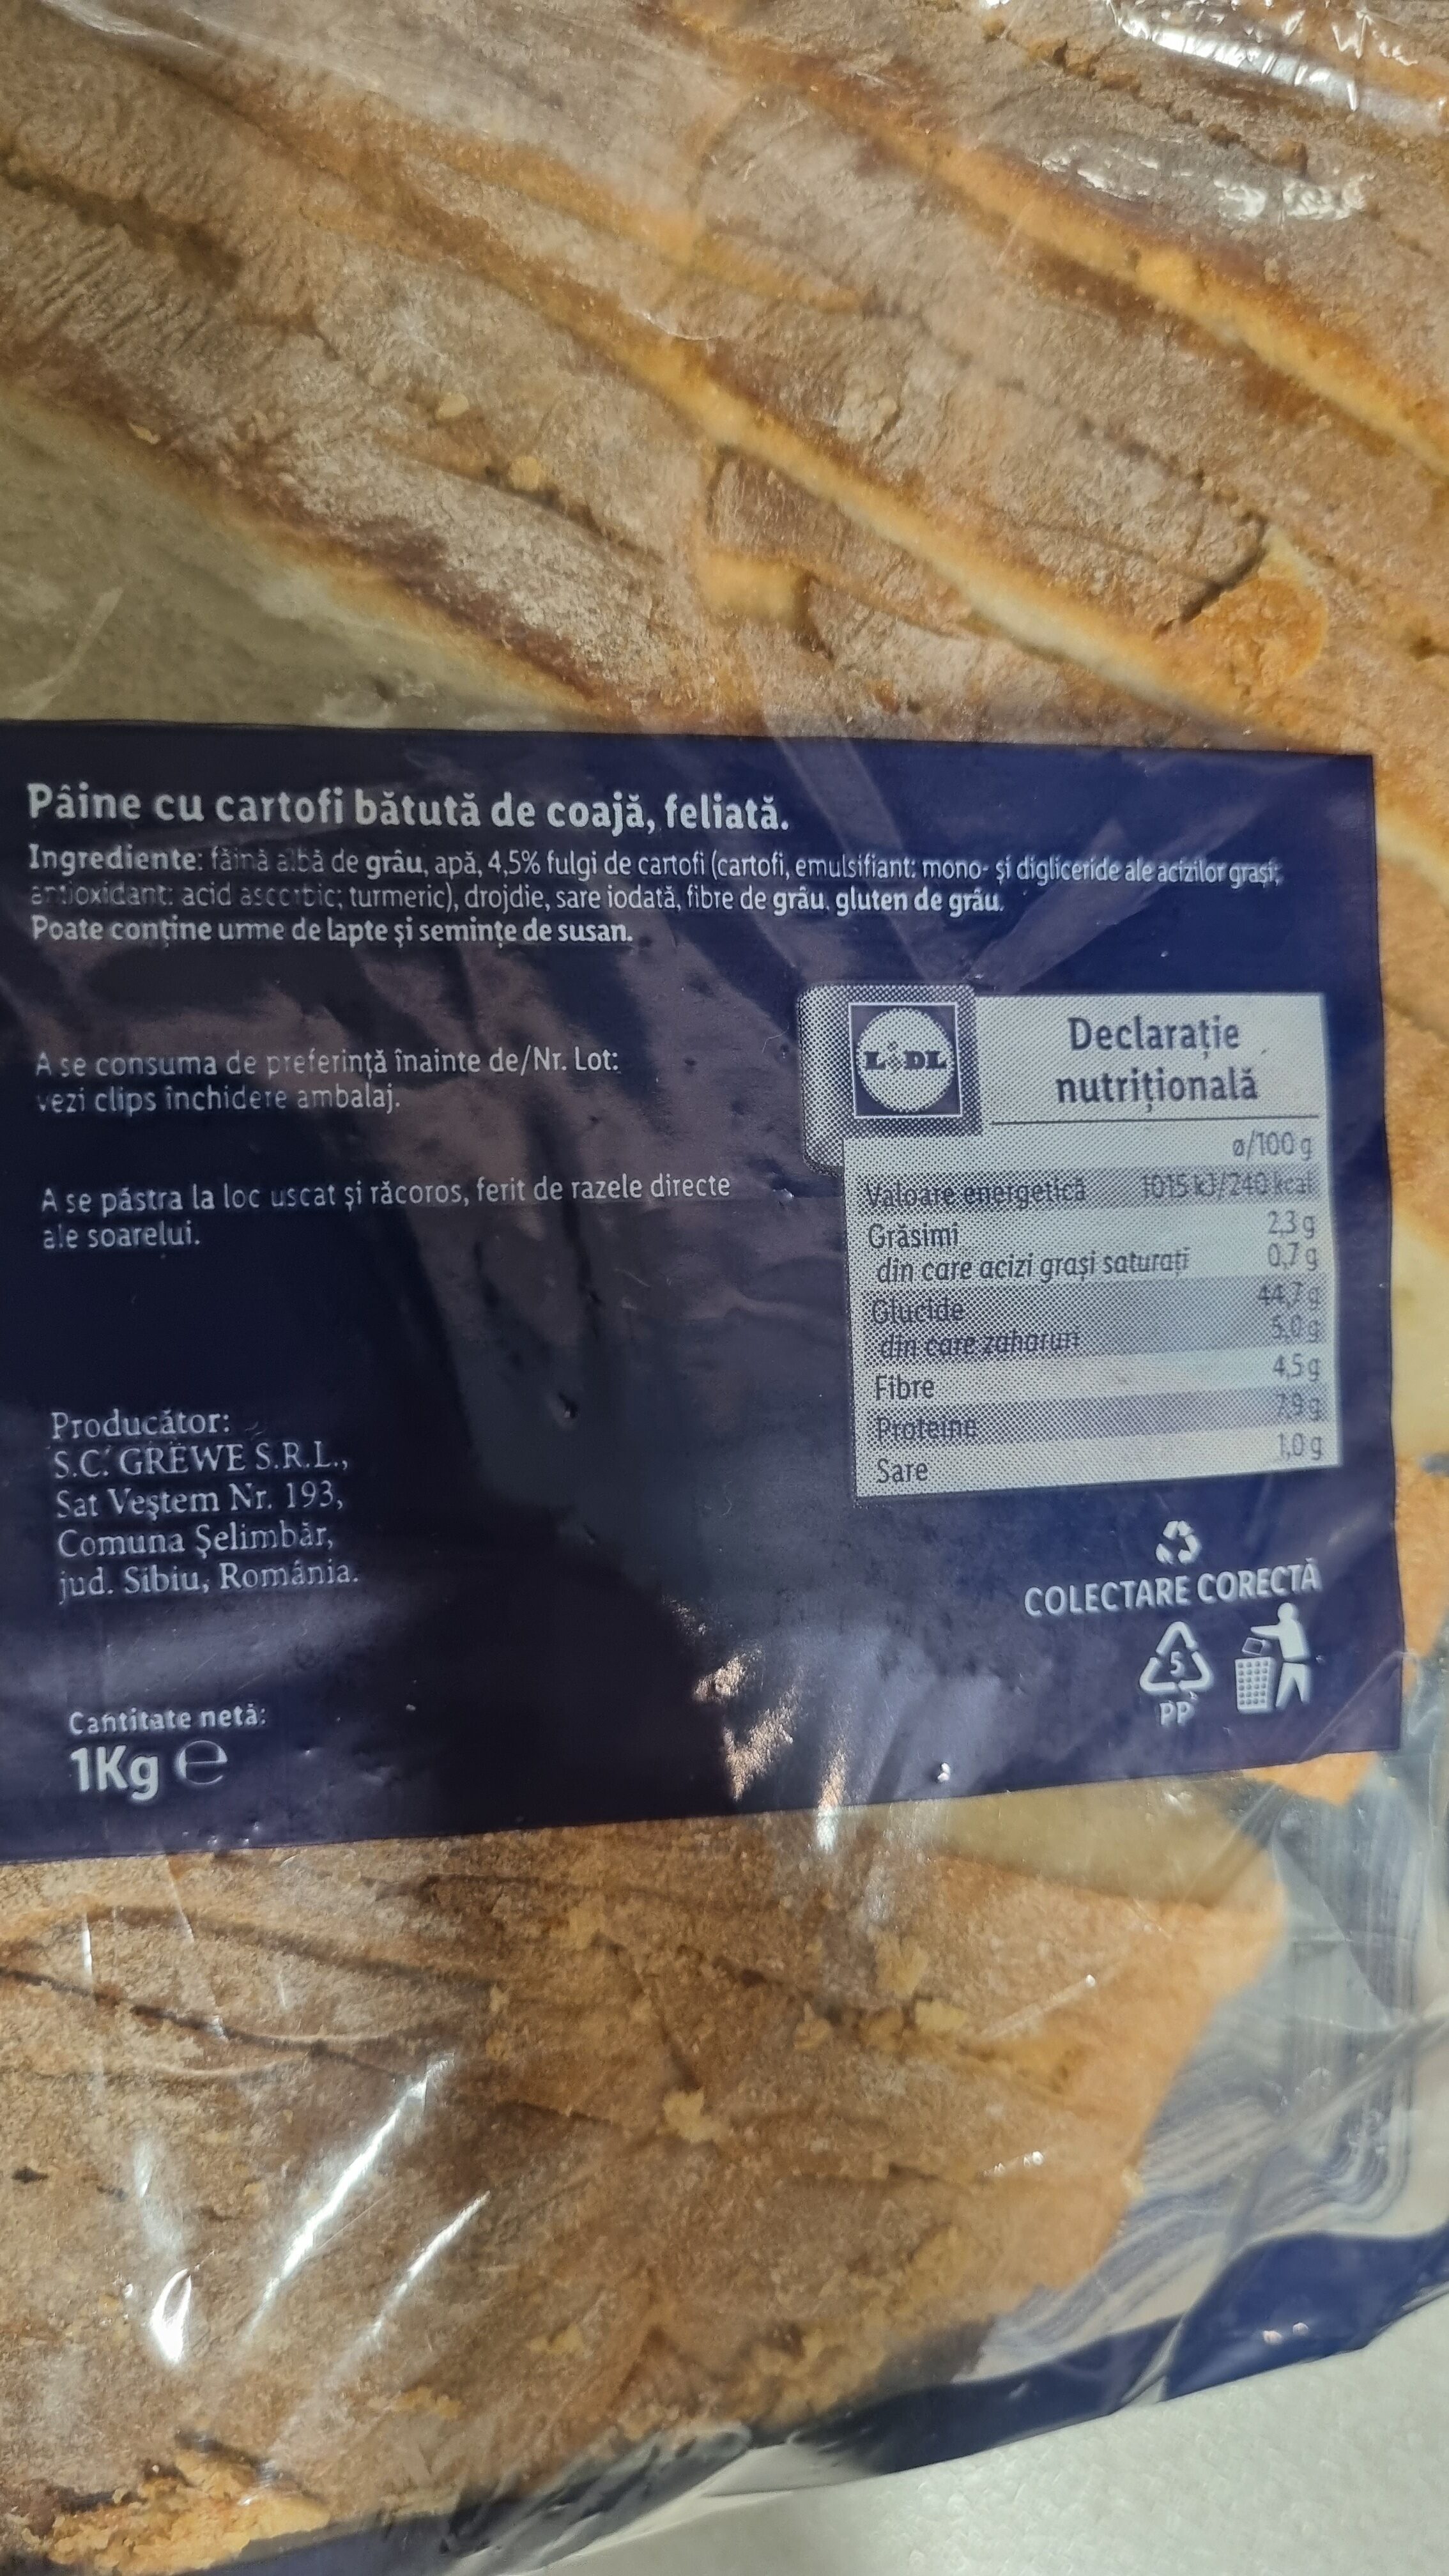 Pâine cu cartofi bătută de coajă, feliată.
Ingrediente: făină albă de grâu, apă, 4,5% fulgi de cartofi (cartofi, emulsifiant: mono- și digliceride ale acizilor grași;
antioxidant: acid ascorbic; turmeric), drojdie, sare iodată, fibre de grâu, gluten de grâu.
Poate conține urme de lapte și semințe de susan.
A se consuma de preferință înainte de/Nr. Lot:
vezi clips închidere ambalaj.
A se păstra la loc uscat și răcoros, ferit de razele directe
ale soarelui.
Producător:
S.C. GREWE S.R.L.,
Sat Veștem Nr. 193,
Comuna Șelimbăr,
jud. Sibiu, România.
Cantitate netă:
1Kg ℮
LIDL
Declarație
nutrițională
ø/100 g
Valoare energetică 1015 kJ/240 kcal
Grăsimi 2,3 g
din care acizi grași saturați 0,7 g
Glucide 44,7 g
din care zaharuri 5,0 g
Fibre 4,5 g
Proteine 7,9 g
Sare 1,0 g
COLECTARE CORECTĂ
5
PP